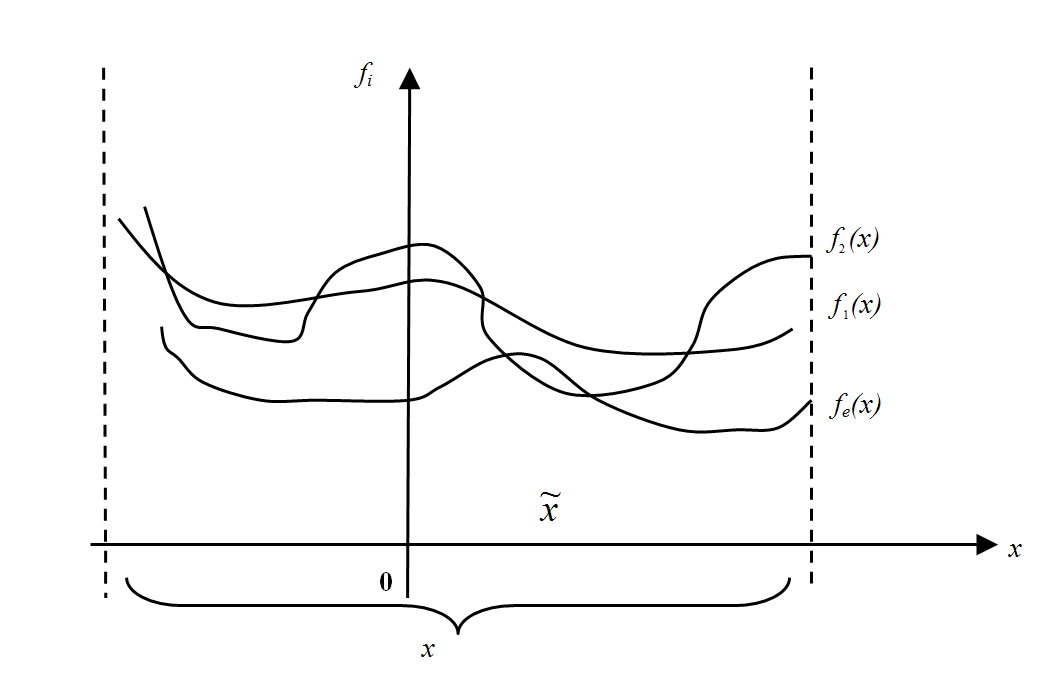 fᵢ
f₂(x)
f₁(x)
fₑ(x)
x̃
x
0
x